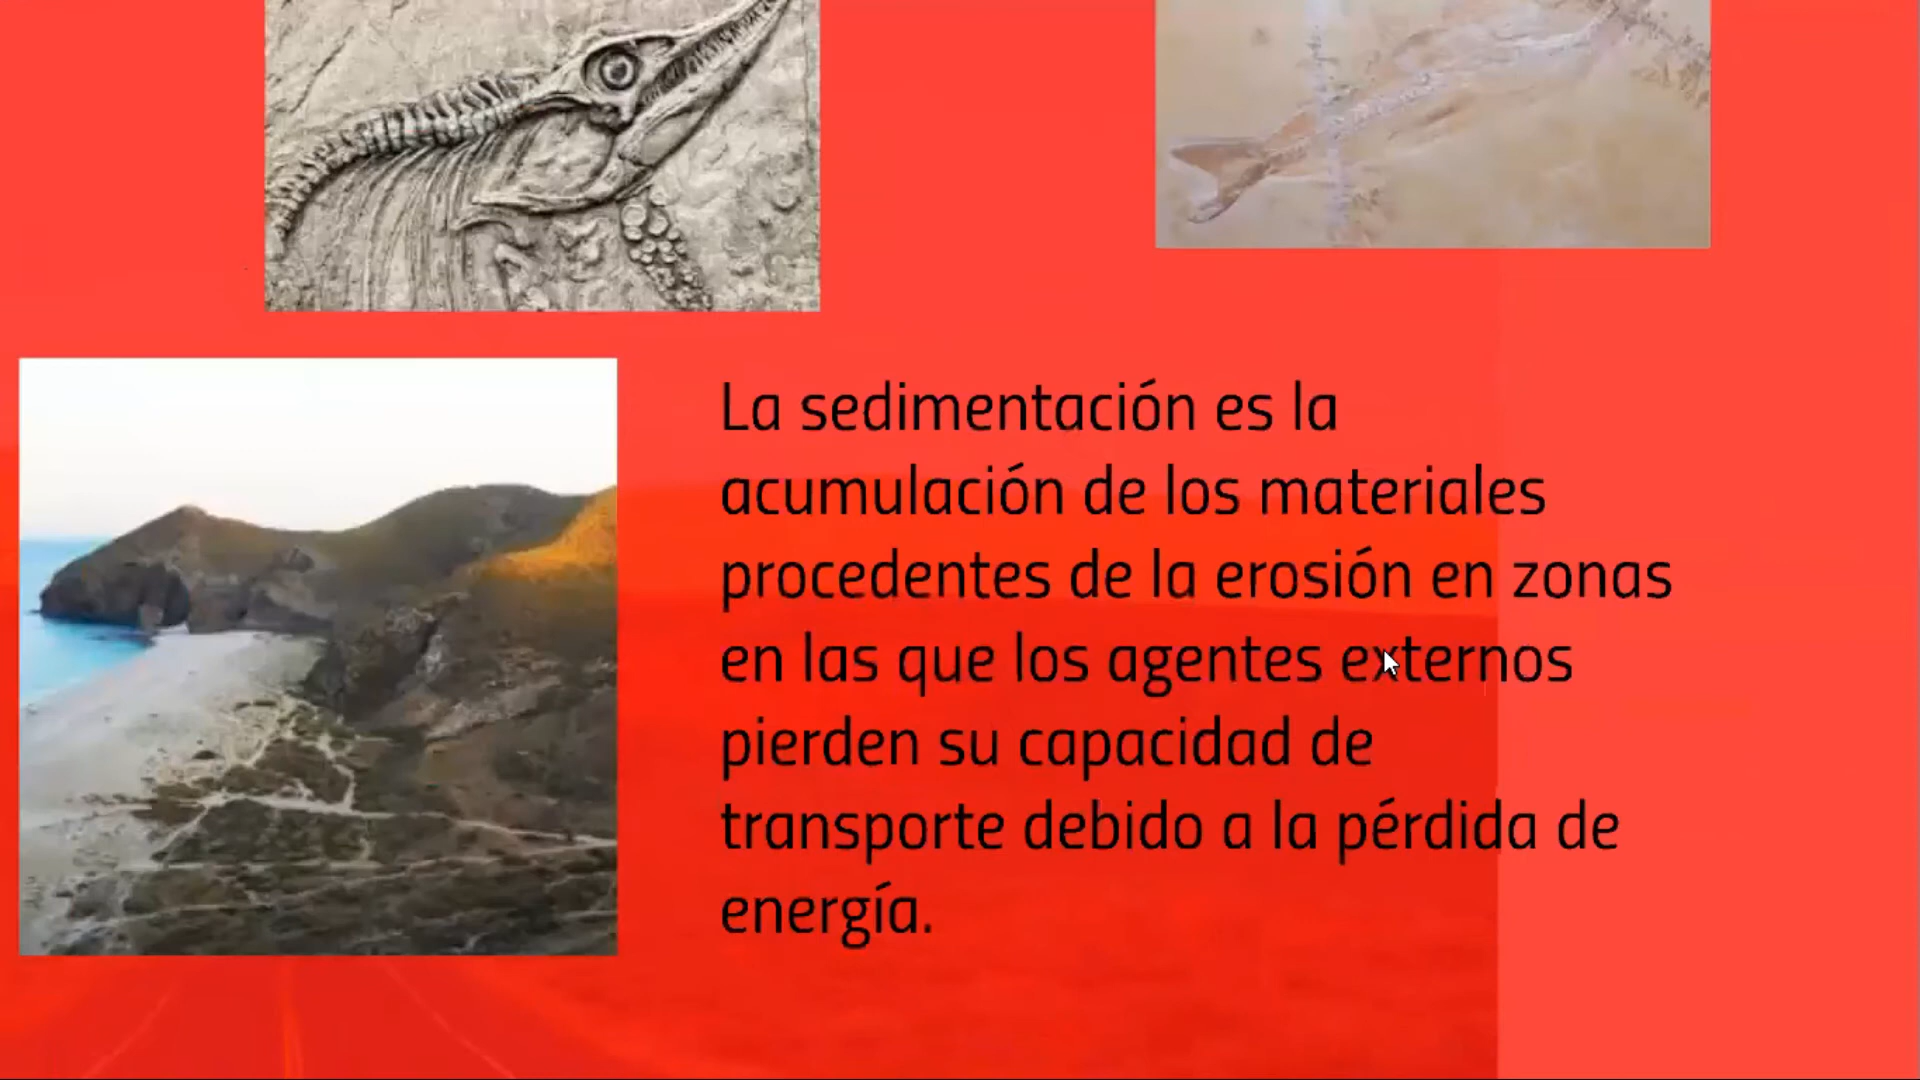 La sedimentación es la
acumulación de los materiales
procedentes de la erosión en zonas
en las que los agentes externos
pierden su capacidad de
transporte debido a la pérdida de
energía.